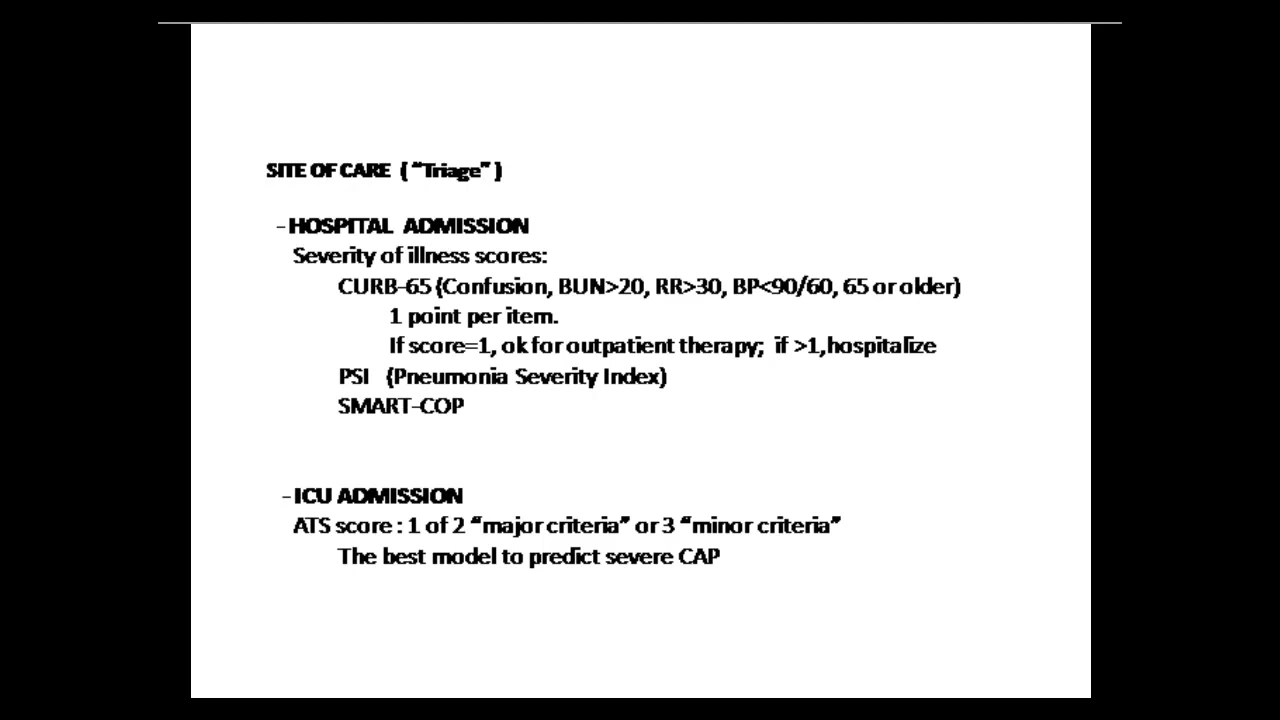 SITE OF CARE ( “Triage” )
- HOSPITAL ADMISSION
Severity of illness scores:
CURB-65 (Confusion, BUN>20, RR>30, BP<90/60, 65 or older)
1 point per item.
If score=1, ok for outpatient therapy; if >1,hospitalize
PSI (Pneumonia Severity Index)
SMART-COP
- ICU ADMISSION
ATS score : 1 of 2 “major criteria” or 3 “minor criteria”
The best model to predict severe CAP